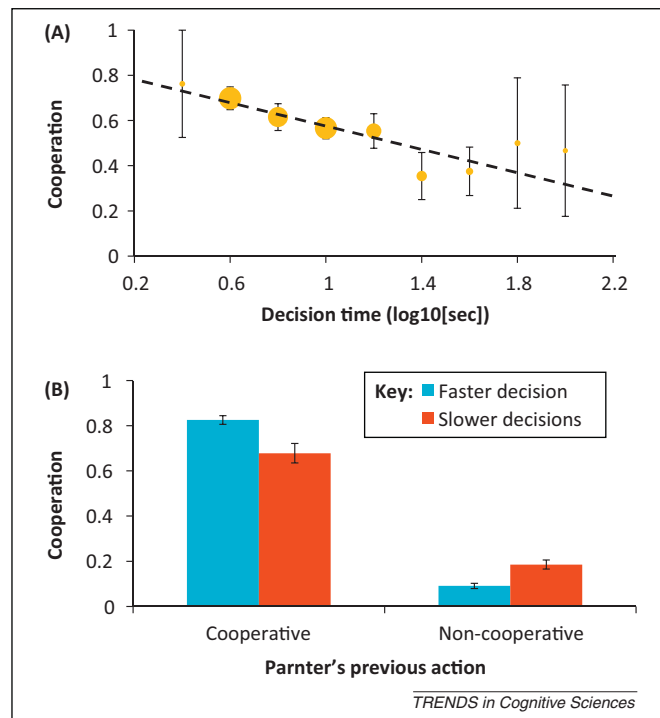 (A)
1
0.8
0.6
0.4
0.2
0
Cooperation
0.2 0.6 1 1.4 1.8 2.2
Decision time (log10[sec])
(B)
Key: Faster decision
Slower decisions
1
0.8
0.6
0.4
0.2
0
Cooperation
Cooperative Non-cooperative
Parnter’s previous action
TRENDS in Cognitive Sciences